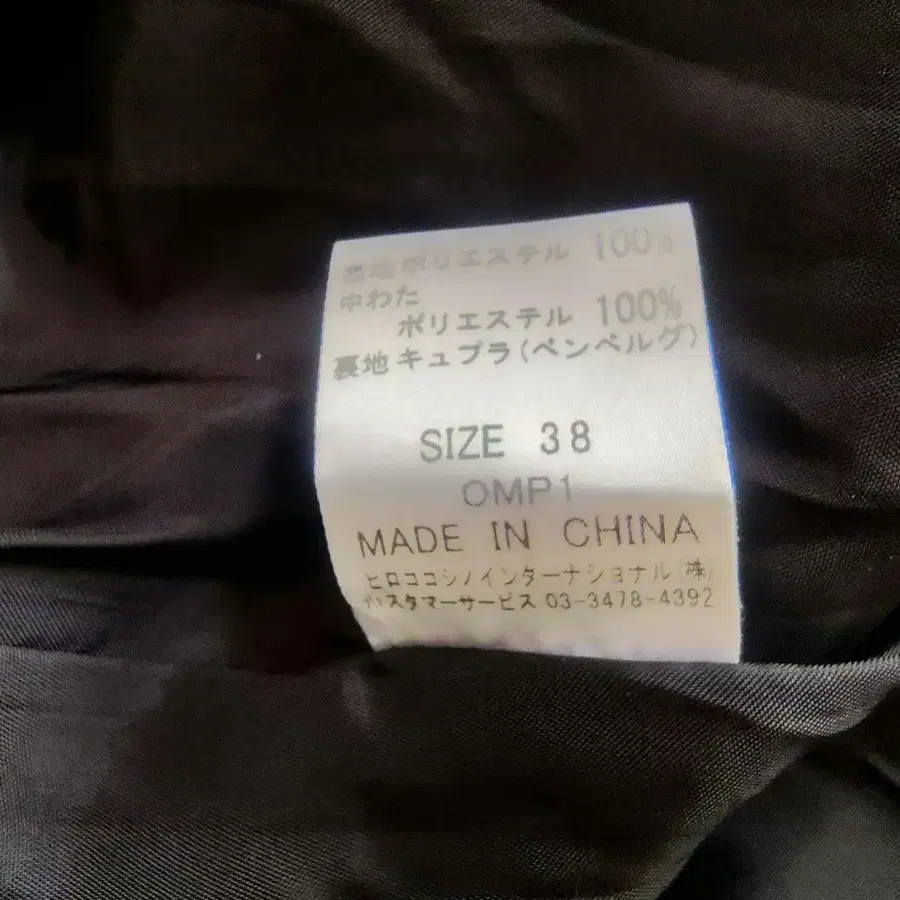 表地 ポリエステル 100%
中わた
ポリエステル 100%
裏地 キュプラ(ベンベルグ)
SIZE 38
OMP1
MADE IN CHINA
ヒロココシノインターナショナル(株)
カスタマーサービス 03-3478-4392